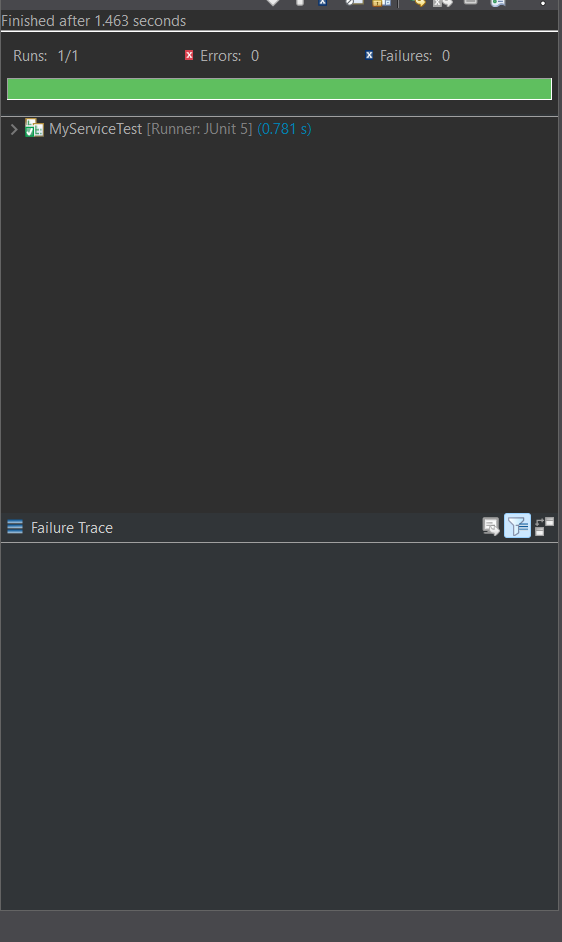 Finished after 1.463 seconds
Runs: 1/1 Errors: 0 Failures: 0
MyServiceTest [Runner: JUnit 5] (0.781 s)
Failure Trace